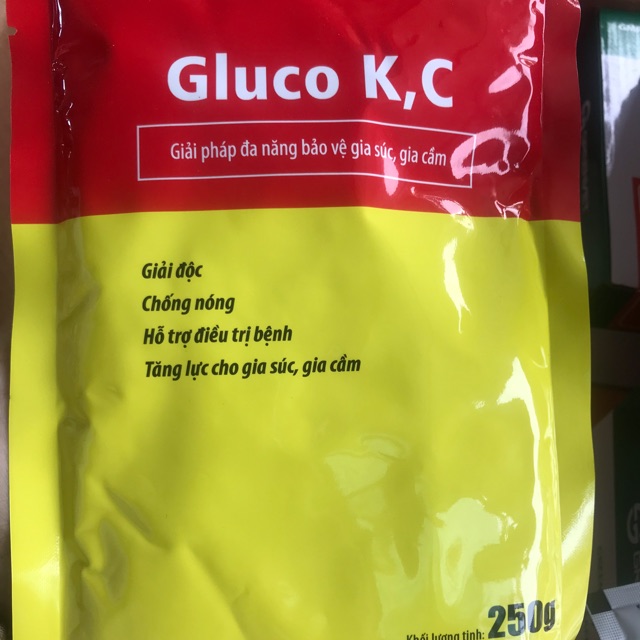 Gluco K,C
Giải pháp đa năng bảo vệ gia súc, gia cầm
Giải độc
Chống nóng
Hỗ trợ điều trị bệnh
Tăng lực cho gia súc, gia cầm
Khối lượng tịnh: 250g